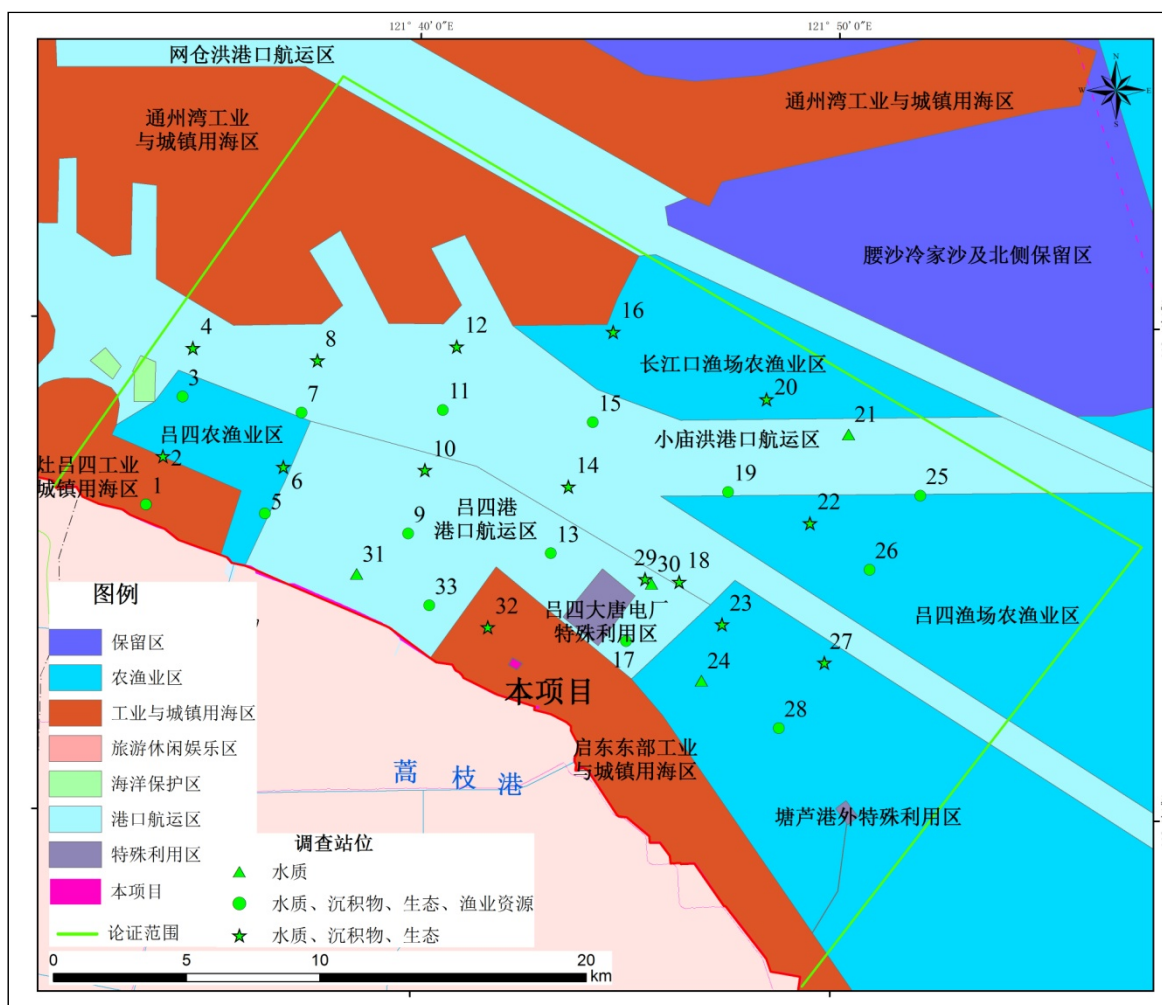 121° 40′ 0″E
121° 50′ 0″E
网仓洪港口航运区
通州湾工业
与城镇用海区
通州湾工业与城镇用海区
N
W
E
S
腰沙冷家沙及北侧保留区
4
8
12
16
长江口渔场农渔业区
20
3
7
11
15
21
吕四农渔业区
小庙洪港口航运区
2
6
10
14
19
25
灶吕四工业
城镇用海区
1
5
吕四港
港口航运区
22
9
13
26
31
29
30
18
33
32
吕四大唐电厂
特殊利用区
吕四渔场农渔业区
23
27
17
24
本项目
28
启东东部工业
与城镇用海区
蒿枝港
塘芦港外特殊利用区
图例
保留区
农渔业区
工业与城镇用海区
旅游休闲娱乐区
海洋保护区
港口航运区
特殊利用区
本项目
论证范围
调查站位
水质
水质、沉积物、生态、渔业资源
水质、沉积物、生态
0
5
10
20
km